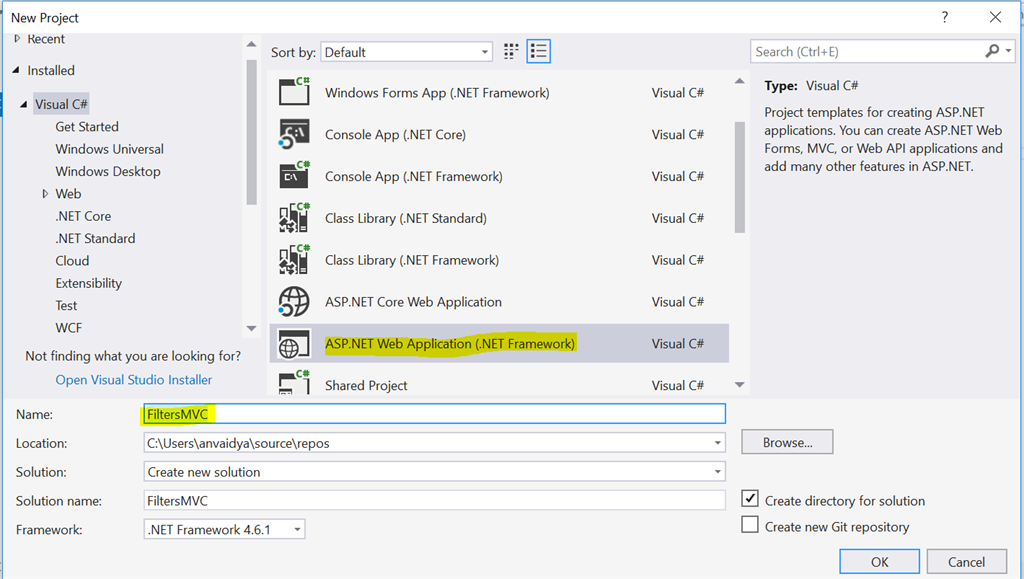 New Project
?
Recent
Installed
Visual C#
Get Started
Windows Universal
Windows Desktop
Web
.NET Core
.NET Standard
Cloud
Extensibility
Test
WCF
Not finding what you are looking for?
Open Visual Studio Installer
Sort by: Default
Windows Forms App (.NET Framework) Visual C#
Console App (.NET Core) Visual C#
Console App (.NET Framework) Visual C#
Class Library (.NET Standard) Visual C#
Class Library (.NET Framework) Visual C#
ASP.NET Core Web Application Visual C#
ASP.NET Web Application (.NET Framework) Visual C#
Shared Project Visual C#
Search (Ctrl+E)
Type: Visual C#
Project templates for creating ASP.NET
applications. You can create ASP.NET Web
Forms, MVC, or Web API applications and
add many other features in ASP.NET.
Name: FiltersMVC
Location: C:\Users\anvaidya\source\repos
Browse...
Solution: Create new solution
Solution name: FiltersMVC
Create directory for solution
Framework: .NET Framework 4.6.1
Create new Git repository
OK Cancel